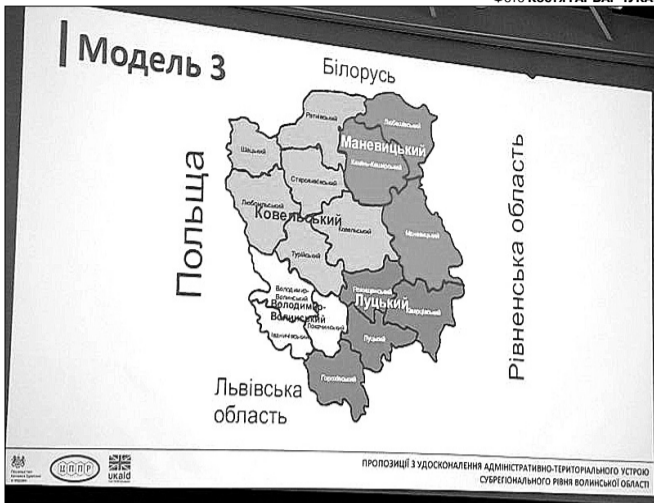 Модель 3
Білорусь
Польща
Рівненська область
Львівська
область
Ратнівський
Любешівський
Маневицький
Камінь-Каширський
Шацький
Старовижівський
Любомльський
Ковельський
Ковельський
Маневицький
Турійський
Володимир-
Волинський
Володимиро-
Волинський
Рожищенський
Луцький
Ківерцівський
Локачинський
Іваничівський
Луцький
Горохівський
ЦППР
ukaid
ПРОПОЗИЦІЇ З УДОСКОНАЛЕННЯ АДМІНІСТРАТИВНО-ТЕРИТОРІАЛЬНОГО УСТРОЮ
СУБРЕГІОНАЛЬНОГО РІВНЯ ВОЛИНСЬКОЇ ОБЛАСТІ